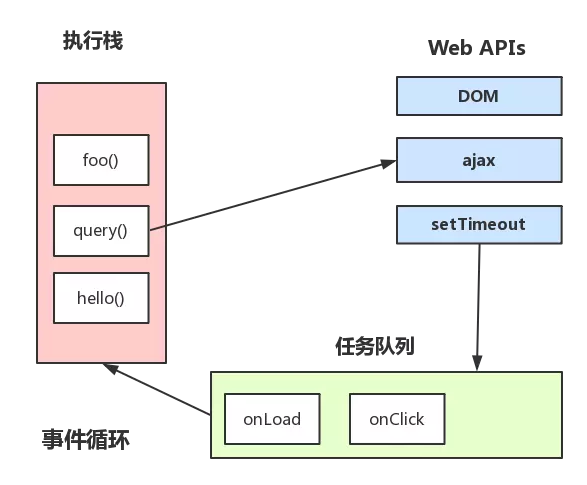 执行栈
Web APIs
DOM
foo()
ajax
query()
setTimeout
hello()
任务队列
onLoad
onClick
事件循环